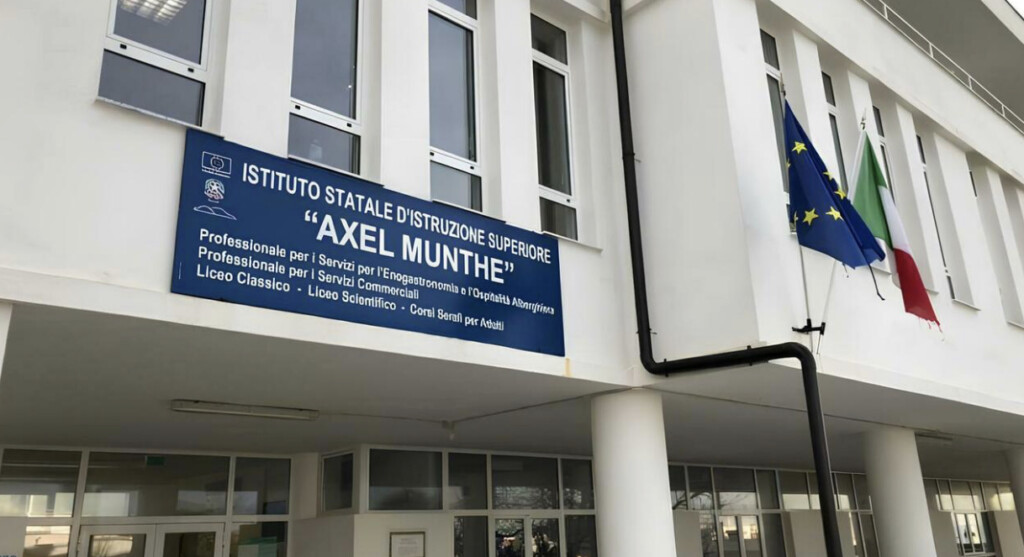 ISTITUTO STATALE D'ISTRUZIONE SUPERIORE
"AXEL MUNTHE"
Professionale per i Servizi per l'Enogastronomia e l'Ospitalità Alberghiera
Professionale per i Servizi Commerciali
Liceo Classico - Liceo Scientifico - Corsi Serali per Adulti